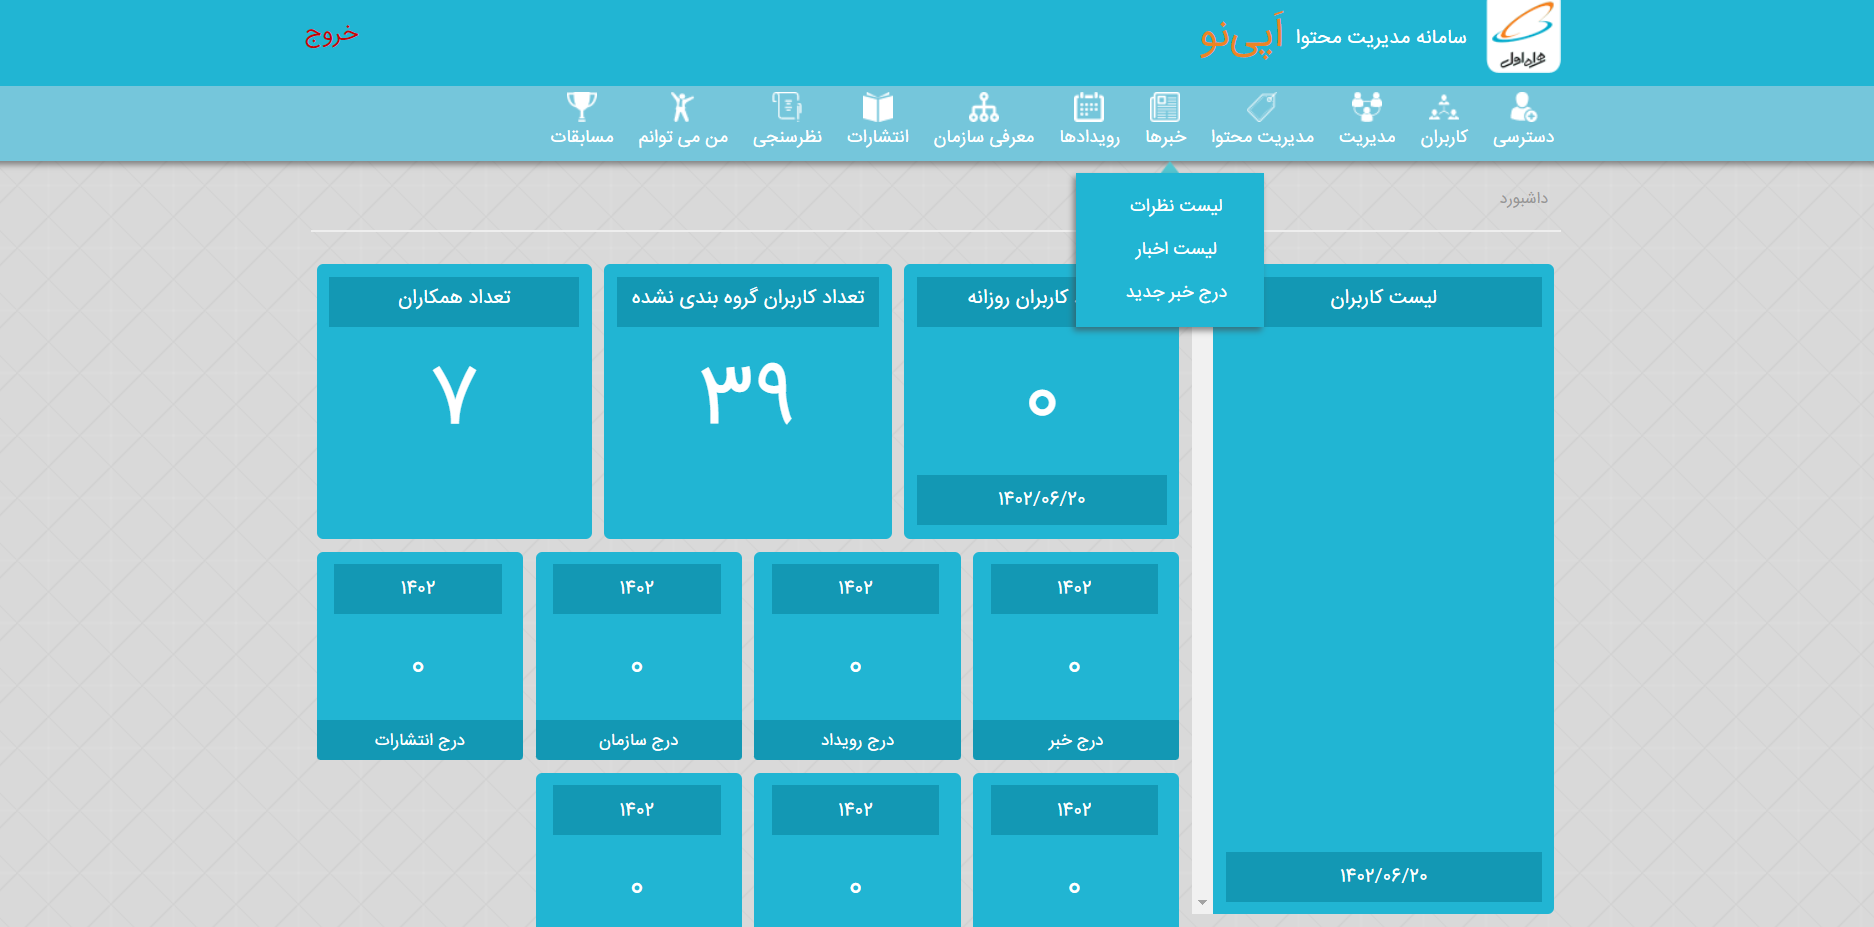 همراه اول
سامانه مدیریت محتوا اَپی‌نو
خروج
دسترسی
کاربران
مدیریت
مدیریت محتوا
خبرها
رویدادها
معرفی سازمان
انتشارات
نظرسنجی
من می توانم
مسابقات
داشبورد
لیست نظرات
لیست اخبار
درج خبر جدید
لیست کاربران
۱۴۰۲/۰۶/۲۰
کاربران روزانه
۰
۱۴۰۲/۰۶/۲۰
تعداد کاربران گروه بندی نشده
۳۹
تعداد همکاران
۷
۱۴۰۲
۰
درج خبر
۱۴۰۲
۰
درج رویداد
۱۴۰۲
۰
درج سازمان
۱۴۰۲
۰
درج انتشارات
۱۴۰۲
۰
۱۴۰۲
۰
۱۴۰۲
۰